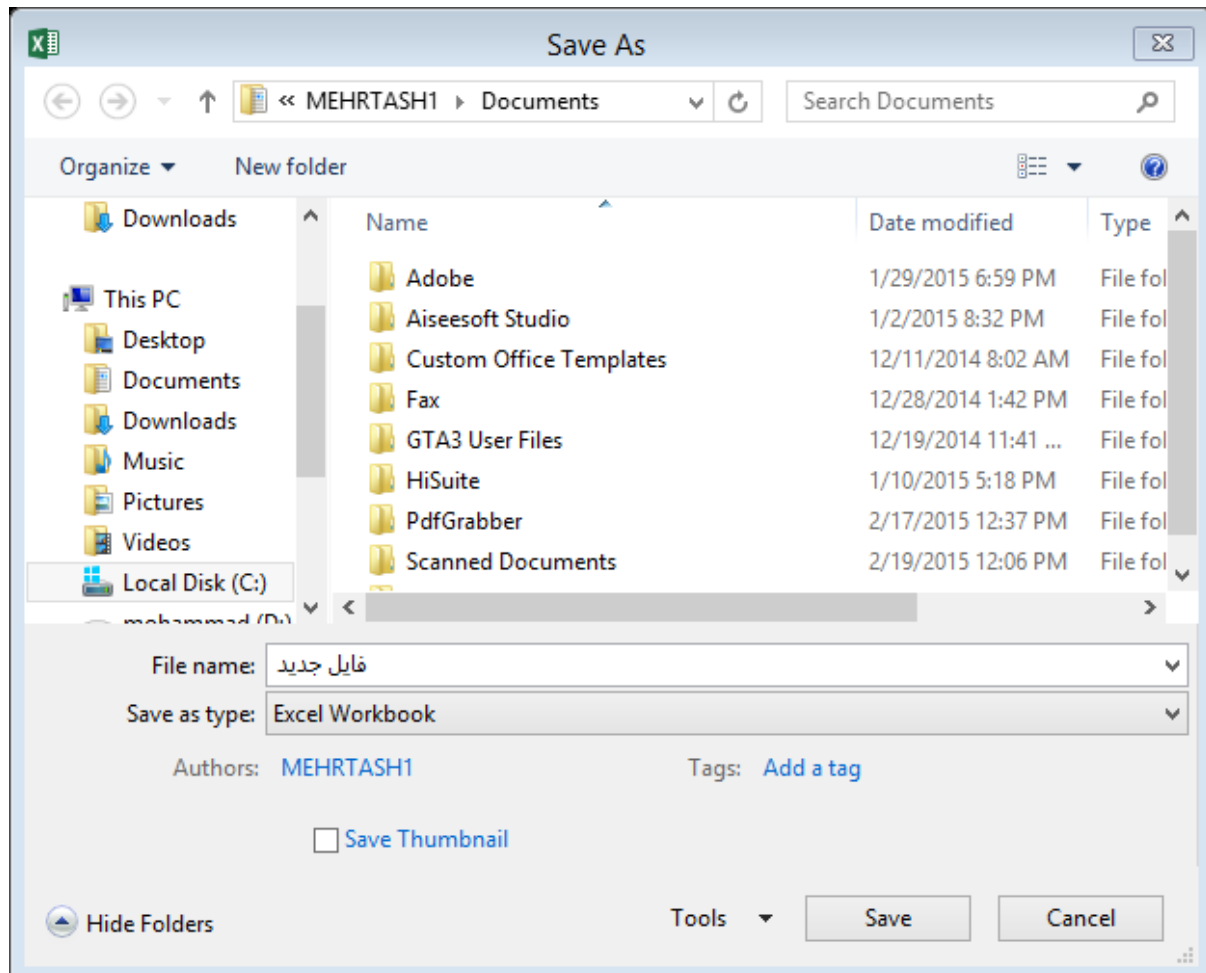 Save As
« MEHRTASH1 Documents Search Documents
Organize New folder
Downloads
This PC
Desktop
Documents
Downloads
Music
Pictures
Videos
Local Disk (C:)
mohammad (D:)
Name Date modified Type
Adobe 1/29/2015 6:59 PM File fol
Aiseesoft Studio 1/2/2015 8:32 PM File fol
Custom Office Templates 12/11/2014 8:02 AM File fol
Fax 12/28/2014 1:42 PM File fol
GTA3 User Files 12/19/2014 11:41 ... File fol
HiSuite 1/10/2015 5:18 PM File fol
PdfGrabber 2/17/2015 12:37 PM File fol
Scanned Documents 2/19/2015 12:06 PM File fol
File name: فایل جدید
Save as type: Excel Workbook
Authors: MEHRTASH1 Tags: Add a tag
Save Thumbnail
Hide Folders Tools Save Cancel